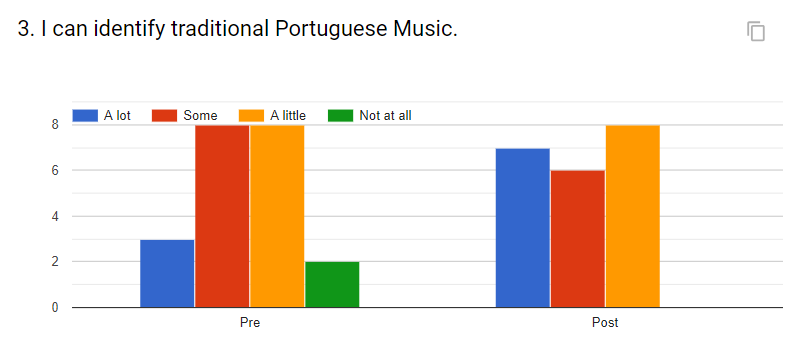 3. I can identify traditional Portuguese Music.
A lot Some A little Not at all
8
6
4
2
0
Pre Post